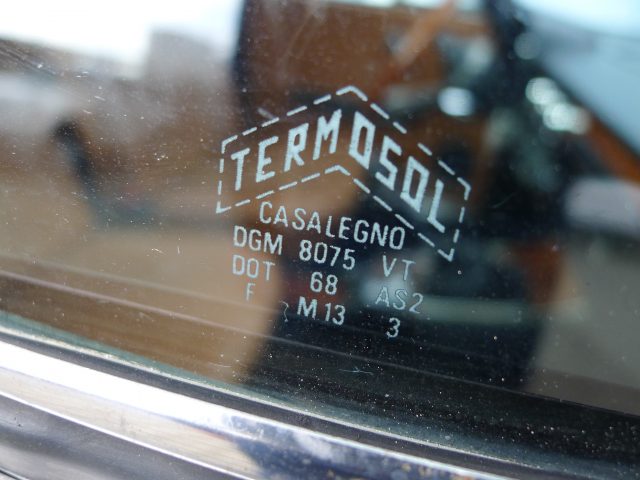 TERMOSOL
CASALEGNO
DGM 8075 VT
DOT 68 AS2
F M13 3